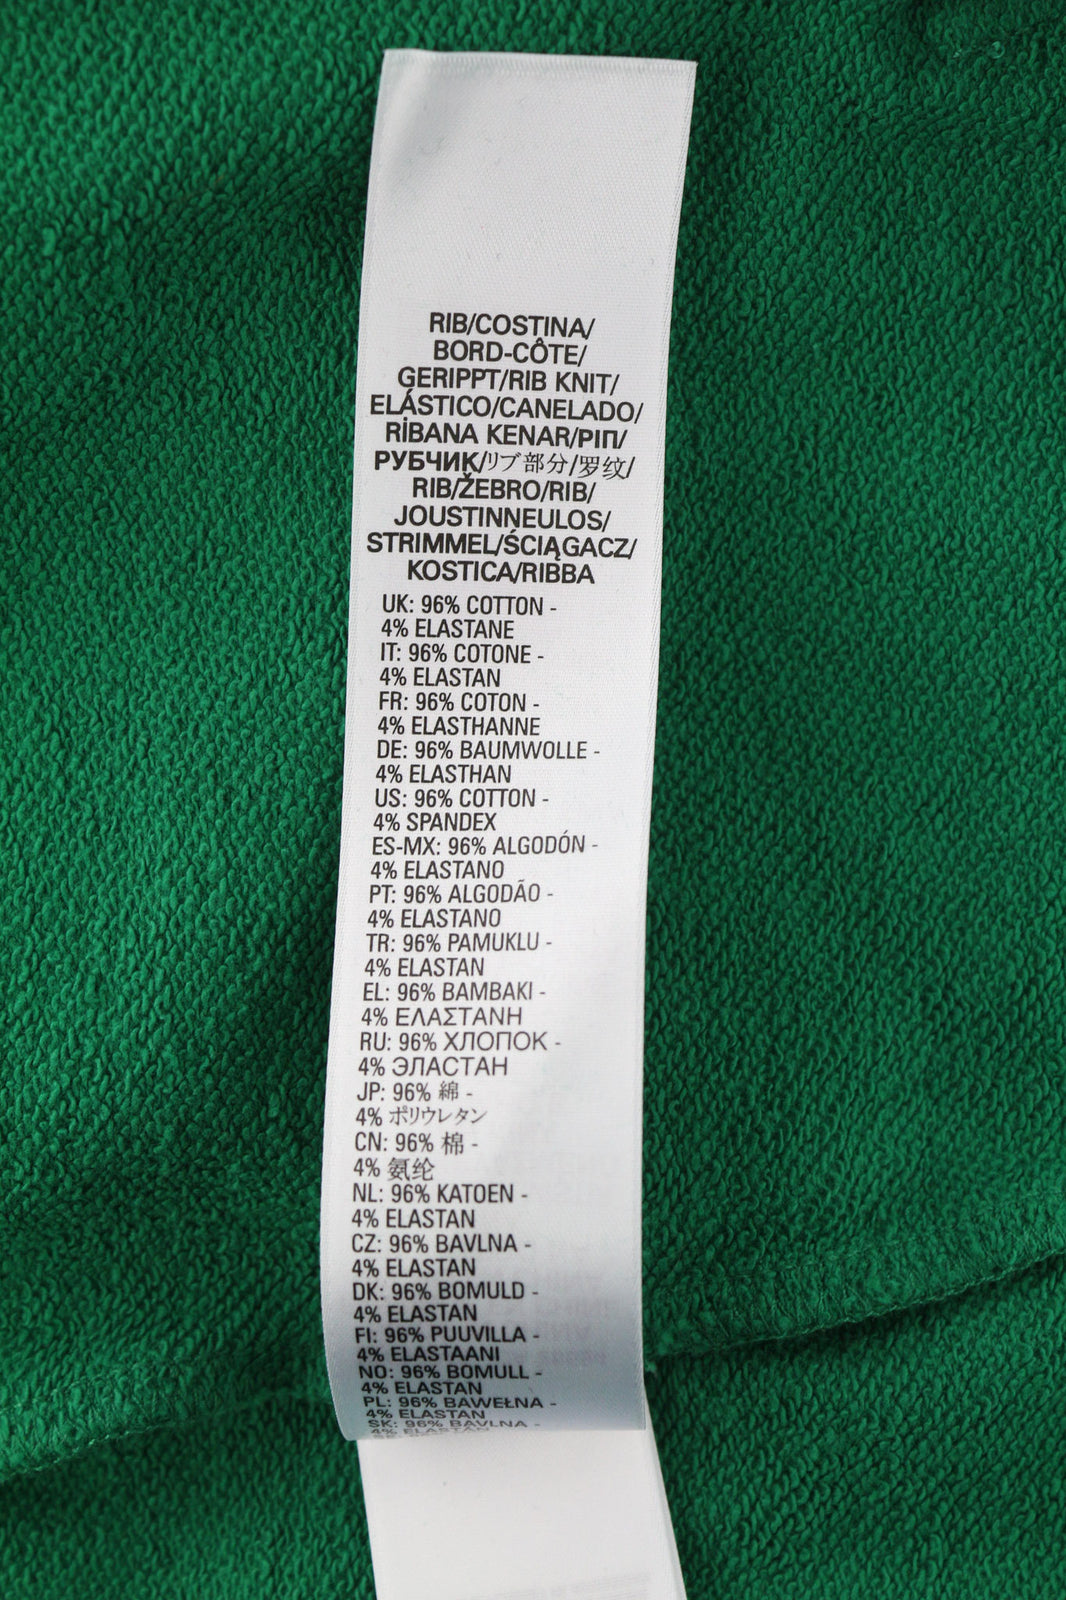 RIB/COSTINA/
BORD-CÔTE/
GERIPPT/RIB KNIT/
ELÁSTICO/CANELADO/
RİBANA KENAR/ΡΙΠ/
РУБЧИК/リブ部分/罗纹/
RIB/ŽEBRO/RIB/
JOUSTINNEULOS/
STRIMMEL/ŚCIĄGACZ/
KOSTICA/RIBBA
UK: 96% COTTON -
4% ELASTANE
IT: 96% COTONE -
4% ELASTAN
FR: 96% COTON -
4% ELASTHANNE
DE: 96% BAUMWOLLE -
4% ELASTHAN
US: 96% COTTON -
4% SPANDEX
ES-MX: 96% ALGODÓN -
4% ELASTANO
PT: 96% ALGODÃO -
4% ELASTANO
TR: 96% PAMUKLU -
4% ELASTAN
EL: 96% ΒΑΜΒΑΚΙ -
4% ΕΛΑΣΤΑΝΗ
RU: 96% ХЛОПОК -
4% ЭЛАСТАН
JP: 96% 綿 -
4% ポリウレタン
CN: 96% 棉 -
4% 氨纶
NL: 96% KATOEN -
4% ELASTAN
CZ: 96% BAVLNA -
4% ELASTAN
DK: 96% BOMULD -
4% ELASTAN
FI: 96% PUUVILLA -
4% ELASTAANI
NO: 96% BOMULL -
4% ELASTAN
PL: 96% BAWEŁNA -
4% ELASTAN
SK: 96% BAVLNA -
4% ELASTAN